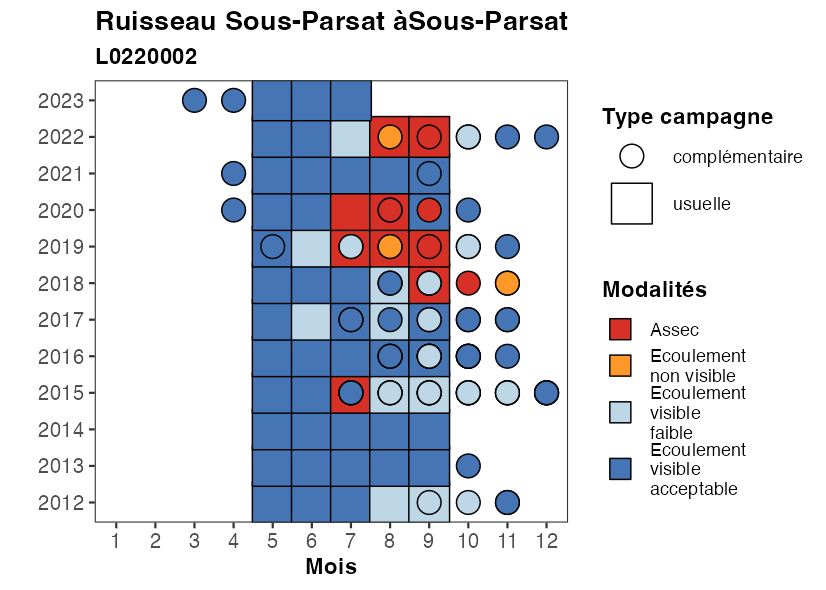 Ruisseau Sous-Parsat àSous-Parsat
L0220002
2023
2022
2021
2020
2019
2018
2017
2016
2015
2014
2013
2012
1 2 3 4 5 6 7 8 9 10 11 12
Mois
Type campagne
complémentaire
usuelle
Modalités
Assec
Ecoulement
non visible
Ecoulement
visible
faible
Ecoulement
visible
acceptable